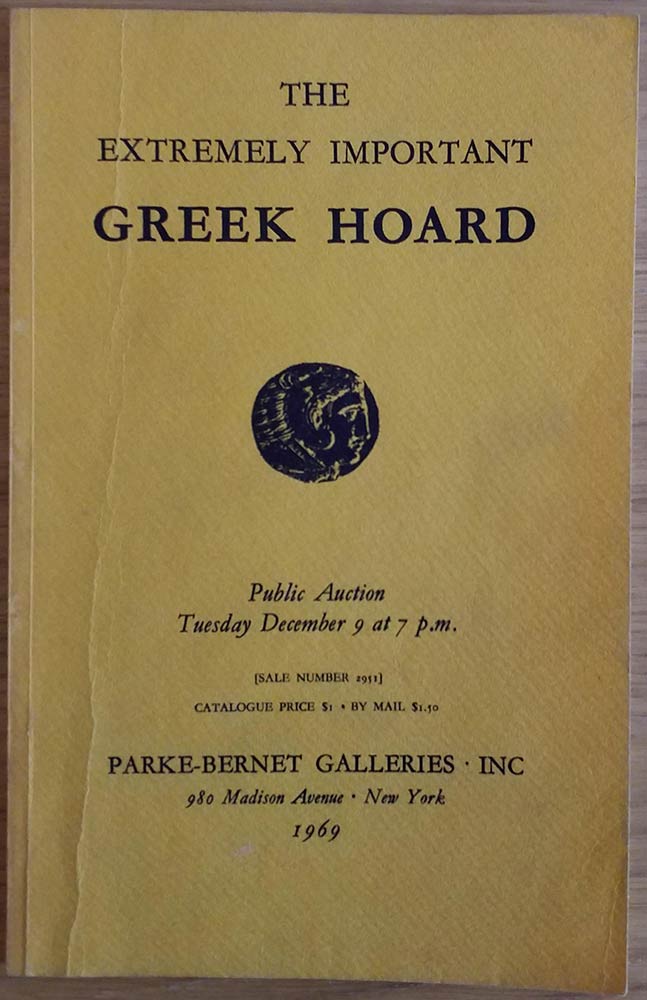 THE
EXTREMELY IMPORTANT
GREEK HOARD
Public Auction
Tuesday December 9 at 7 p.m.
[SALE NUMBER 2951]
CATALOGUE PRICE $1 • BY MAIL $1.50
PARKE-BERNET GALLERIES · INC
980 Madison Avenue • New York
1969